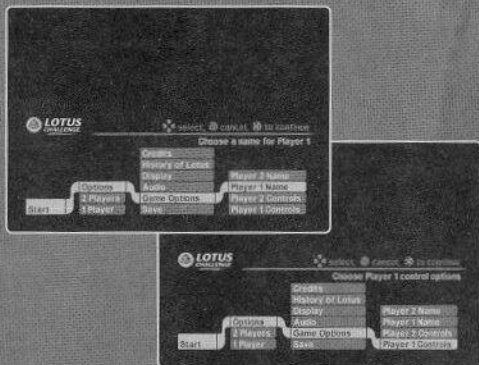 LOTUS
CHALLENGE
select, cancel, to continue
Choose a name for Player 1
Credits
History of Lotus
Display
Player 2 Name
Options
Audio
Player 1 Name
2 Players
Game Options
Player 2 Controls
Start
1 Player
Save
Player 1 Controls
LOTUS
CHALLENGE
select, cancel, to continue
Choose Player 1 control options
Credits
History of Lotus
Display
Player 2 Name
Options
Audio
Player 1 Name
2 Players
Game Options
Player 2 Controls
Start
1 Player
Save
Player 1 Controls